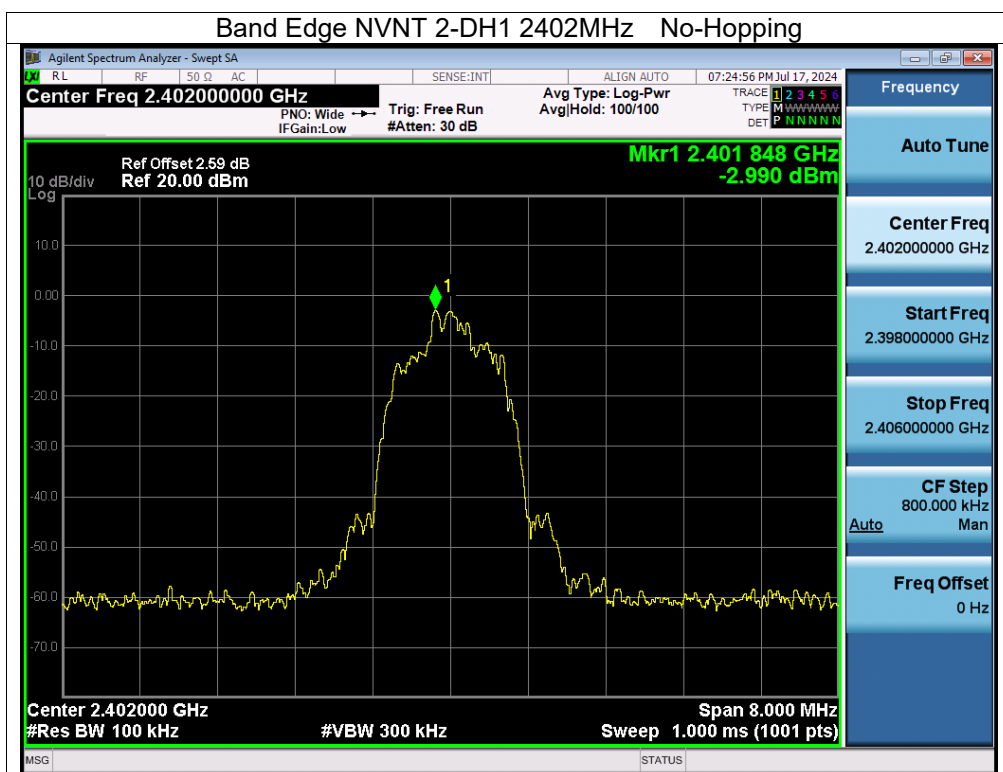 Band Edge NVNT 2-DH1 2402MHz No-Hopping
Agilent Spectrum Analyzer - Swept SA
LXI RL RF 50 Ω AC SENSE:INT ALIGN AUTO 07:24:56 PM Jul 17, 2024
Center Freq 2.402000000 GHz
PNO: Wide
IFGain:Low
Trig: Free Run
#Atten: 30 dB
Avg Type: Log-Pwr
Avg|Hold: 100/100
TRACE 1 2 3 4 5 6
TYPE M W W W W W
DET P N N N N N
Mkr1 2.401 848 GHz
-2.990 dBm
Ref Offset 2.59 dB
10 dB/div Ref 20.00 dBm
Log
10.0
0.00
-10.0
-20.0
-30.0
-40.0
-50.0
-60.0
-70.0
1
Center 2.402000 GHz Span 8.000 MHz
#Res BW 100 kHz #VBW 300 kHz Sweep 1.000 ms (1001 pts)
MSG STATUS
Frequency
Auto Tune
Center Freq
2.402000000 GHz
Start Freq
2.398000000 GHz
Stop Freq
2.406000000 GHz
CF Step
800.000 kHz
Auto Man
Freq Offset
0 Hz